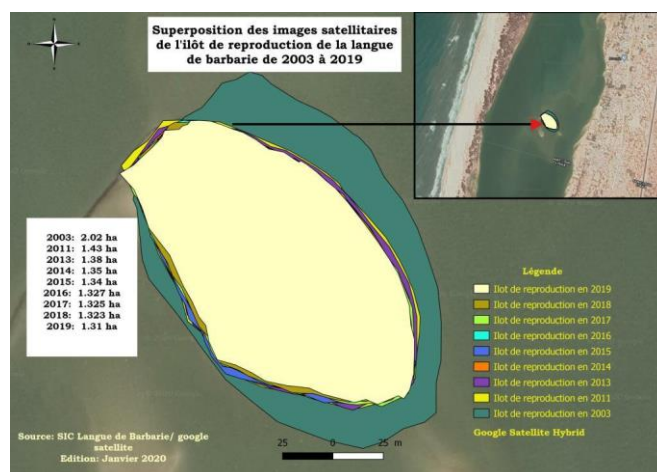 Superposition des images satellitaires
de l'ilôt de reproduction de la langue
de barbarie de 2003 à 2019
2003: 2.02 ha
2011: 1.43 ha
2013: 1.38 ha
2014: 1.35 ha
2015: 1.34 ha
2016: 1.327 ha
2017: 1.325 ha
2018: 1.323 ha
2019: 1.31 ha
Légende
Ilot de reproduction en 2019
Ilot de reproduction en 2018
Ilot de reproduction en 2017
Ilot de reproduction en 2016
Ilot de reproduction en 2015
Ilot de reproduction en 2014
Ilot de reproduction en 2013
Ilot de reproduction en 2011
Ilot de reproduction en 2003
Google Satellite Hybrid
Source: SIC Langue de Barbarie/ google
satellite
Edition: Janvier 2020
25 0 25 m